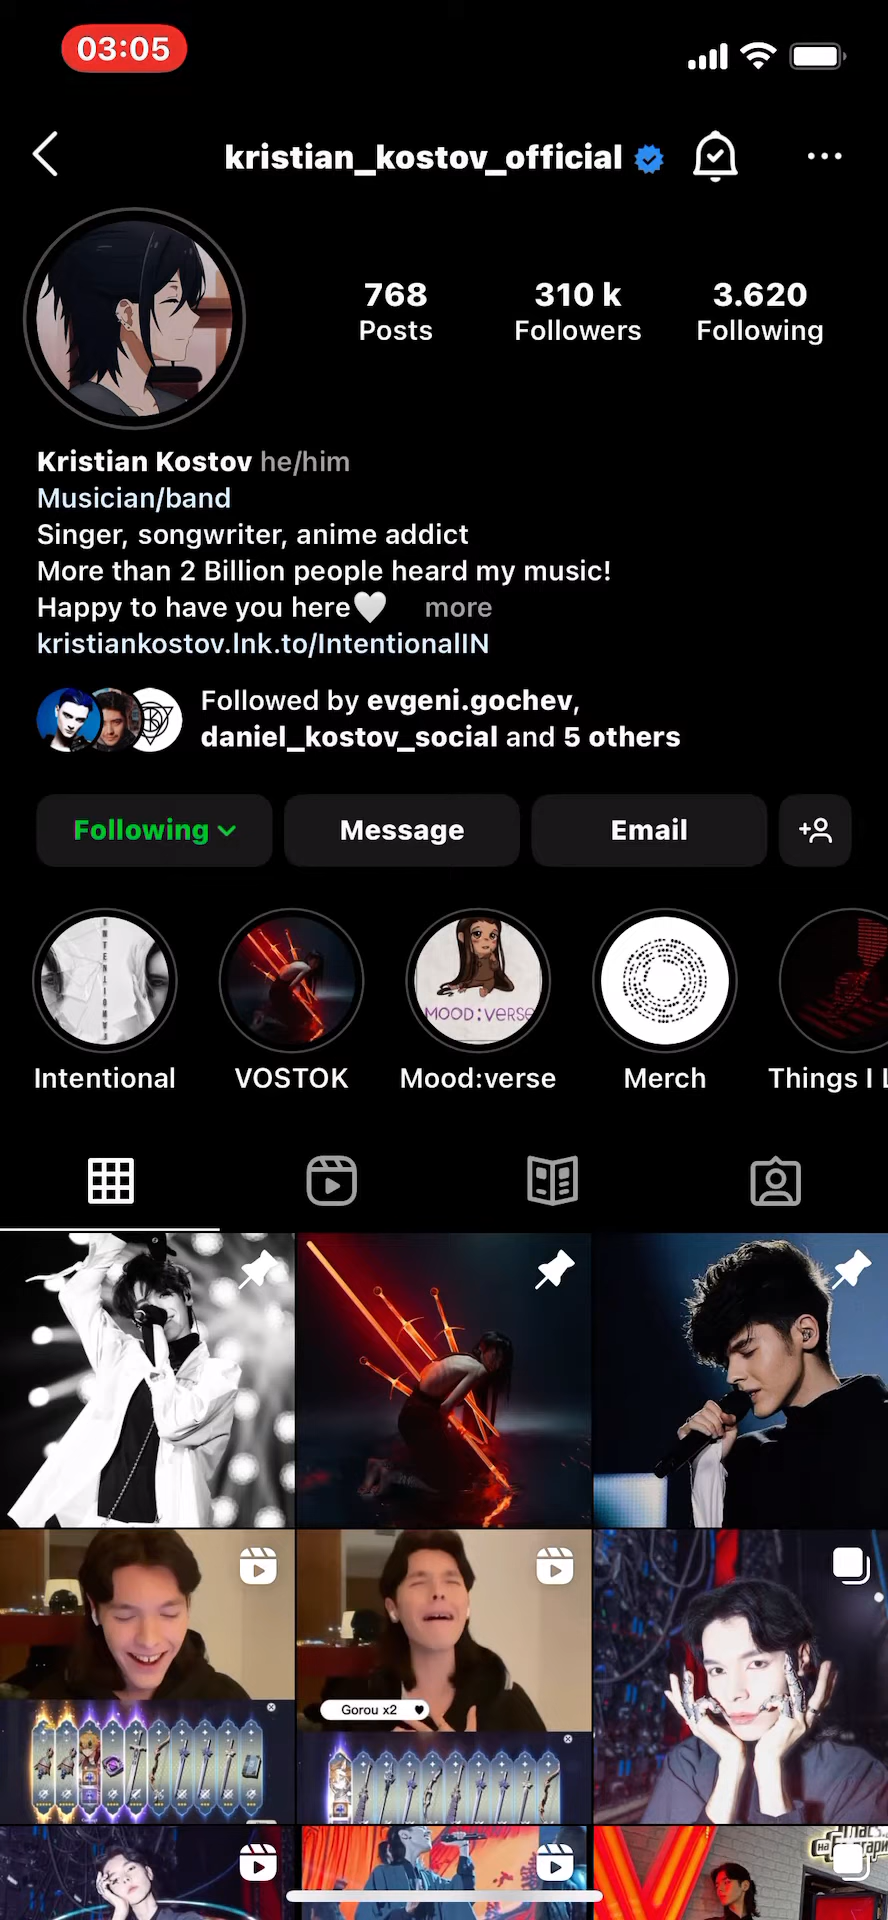 03:05
kristian_kostov_official
768
Posts
310 k
Followers
3.620
Following
Kristian Kostov he/him
Musician/band
Singer, songwriter, anime addict
More than 2 Billion people heard my music!
Happy to have you here🤍 more
kristiankostov.lnk.to/IntentionalIN
Followed by evgeni.gochev,
daniel_kostov_social and 5 others
Following
Message
Email
INTENTIONAL
MOOD:VERSE
Intentional
VOSTOK
Mood:verse
Merch
Things I L
Gorou x2
на